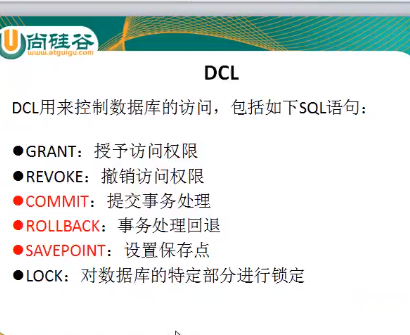 尚硅谷
www.atguigu.com
DCL
DCL用来控制数据库的访问，包括如下SQL语句：
●GRANT：授予访问权限
●REVOKE：撤销访问权限
●COMMIT：提交事务处理
●ROLLBACK：事务处理回退
●SAVEPOINT：设置保存点
●LOCK：对数据库的特定部分进行锁定